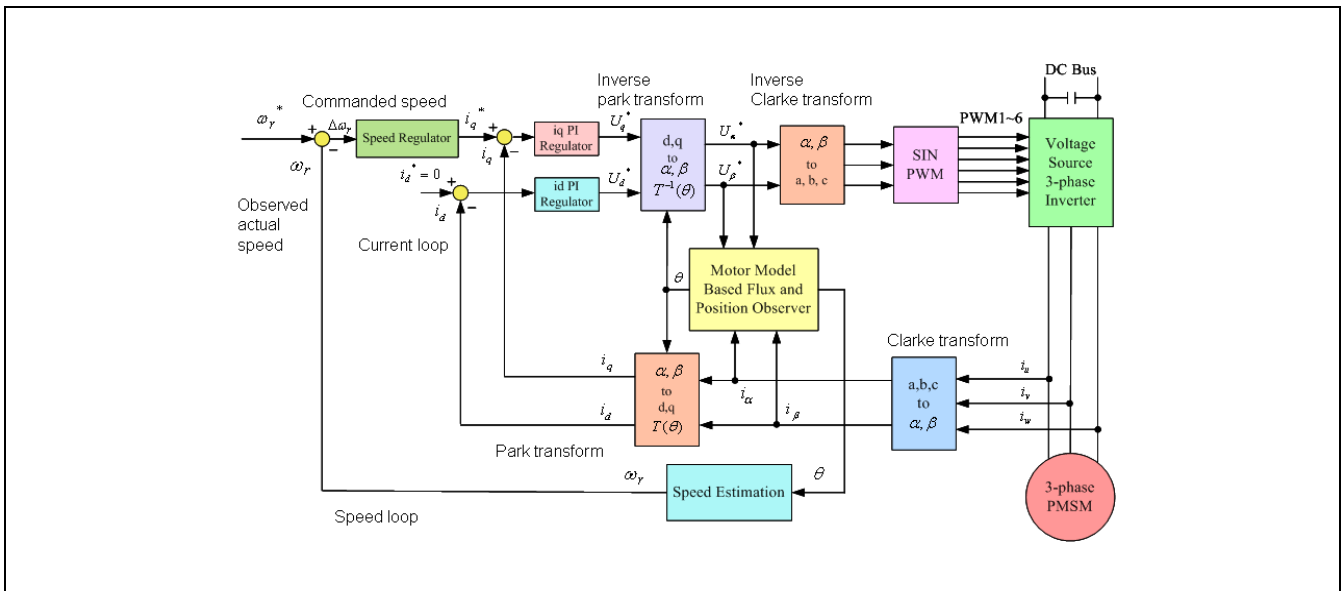 DC Bus
Inverse
park transform
Inverse
Clarke transform
Commanded speed
PWM1~6
ω_r*
+
−
Δω_r
Speed Regulator
i_q*
+
−
i_q
iq PI
Regulator
U_q*
d,q
to
α, β
T⁻¹(θ)
U_α*
U_β*
α, β
to
a, b, c
SIN
PWM
Voltage
Source
3-phase
Inverter
ω_r
i_d* = 0
+
−
i_d
id PI
Regulator
U_d*
Observed
actual
speed
Current loop
θ
Motor Model
Based Flux and
Position Observer
Clarke transform
i_q
i_d
α, β
to
d,q
T(θ)
i_α
i_β
a,b,c
to
α, β
i_u
i_v
i_w
Park transform
ω_r
Speed Estimation
θ
3-phase
PMSM
Speed loop